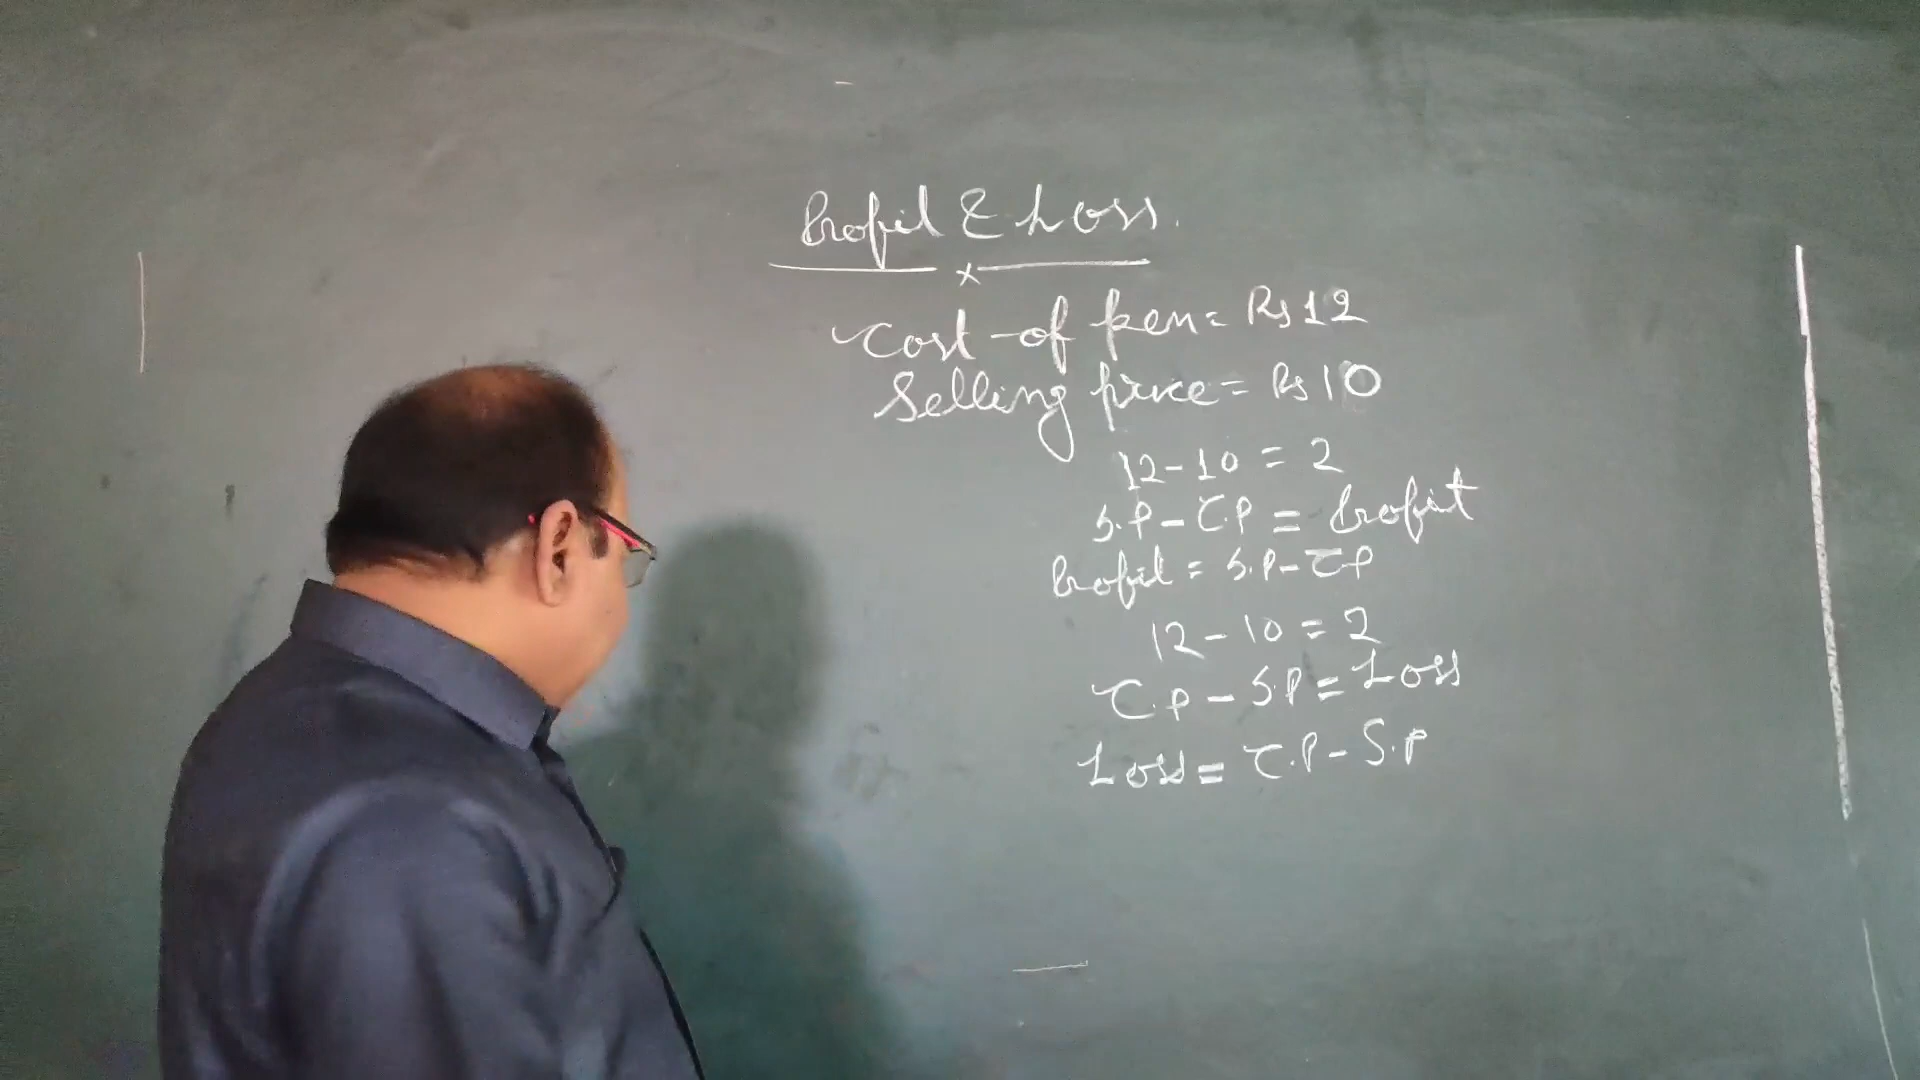 Profit & Loss.
Cost of pen = Rs 12
Selling price = Rs 10
12 - 10 = 2
S.P - C.P = Profit
Profit = S.P - C P
12 - 10 = 2
C.P - S.P = Loss
Loss = C.P - S.P